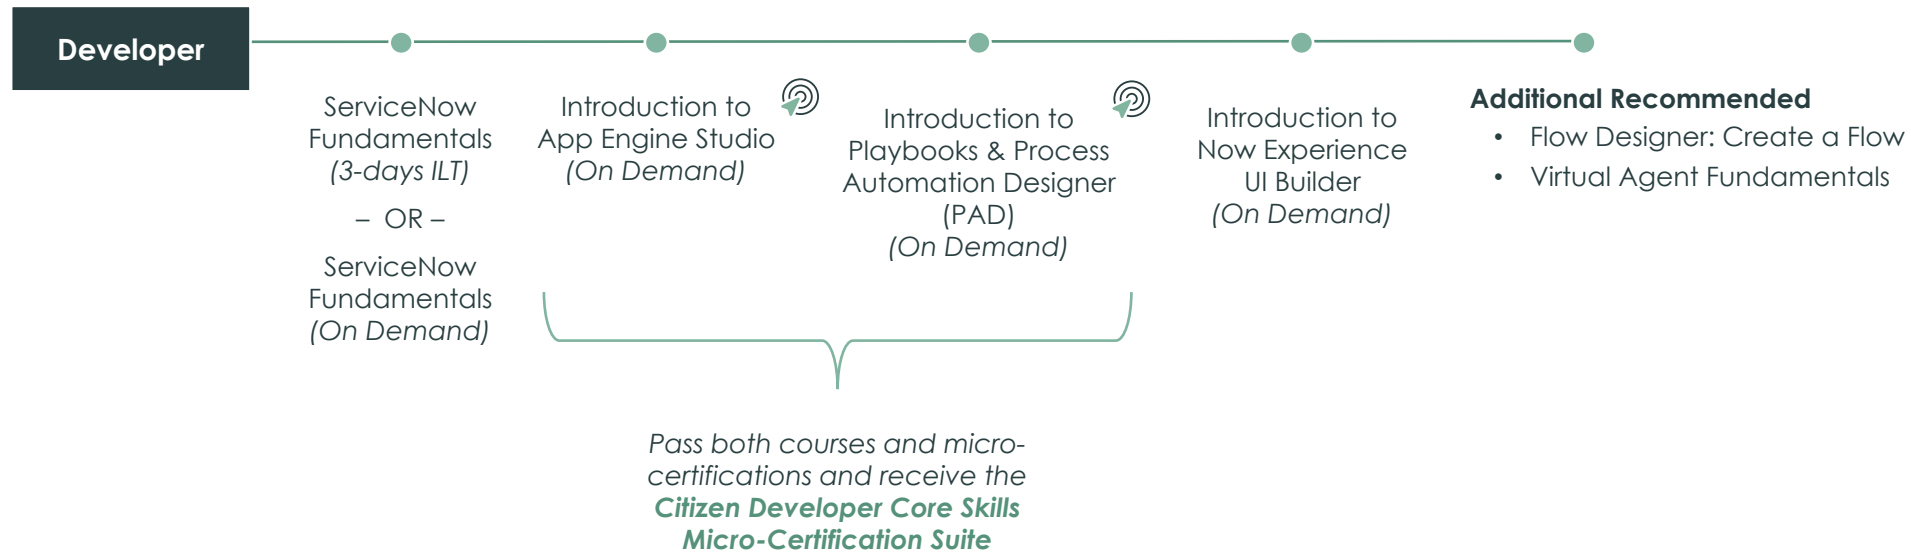 Developer
ServiceNow
Fundamentals
(3-days ILT)
– OR –
ServiceNow
Fundamentals
(On Demand)
Introduction to
App Engine Studio
(On Demand)
Introduction to
Playbooks & Process
Automation Designer
(PAD)
(On Demand)
Introduction to
Now Experience
UI Builder
(On Demand)
Additional Recommended
• Flow Designer: Create a Flow
• Virtual Agent Fundamentals
Pass both courses and micro-
certifications and receive the
Citizen Developer Core Skills
Micro-Certification Suite